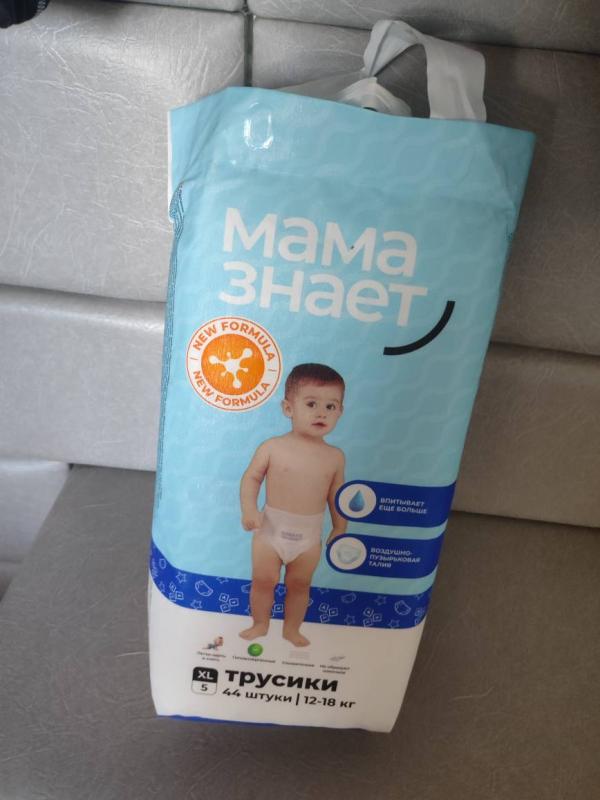 мама
знает
NEW FORMULA
NEW FORMULA
ВПИТЫВАЕТ
ЕЩЕ БОЛЬШЕ
ВОЗДУШНО-
ПУЗЫРЬКОВАЯ
ТАЛИЯ
XL
5
трусики
44 штуки | 12-18 кг